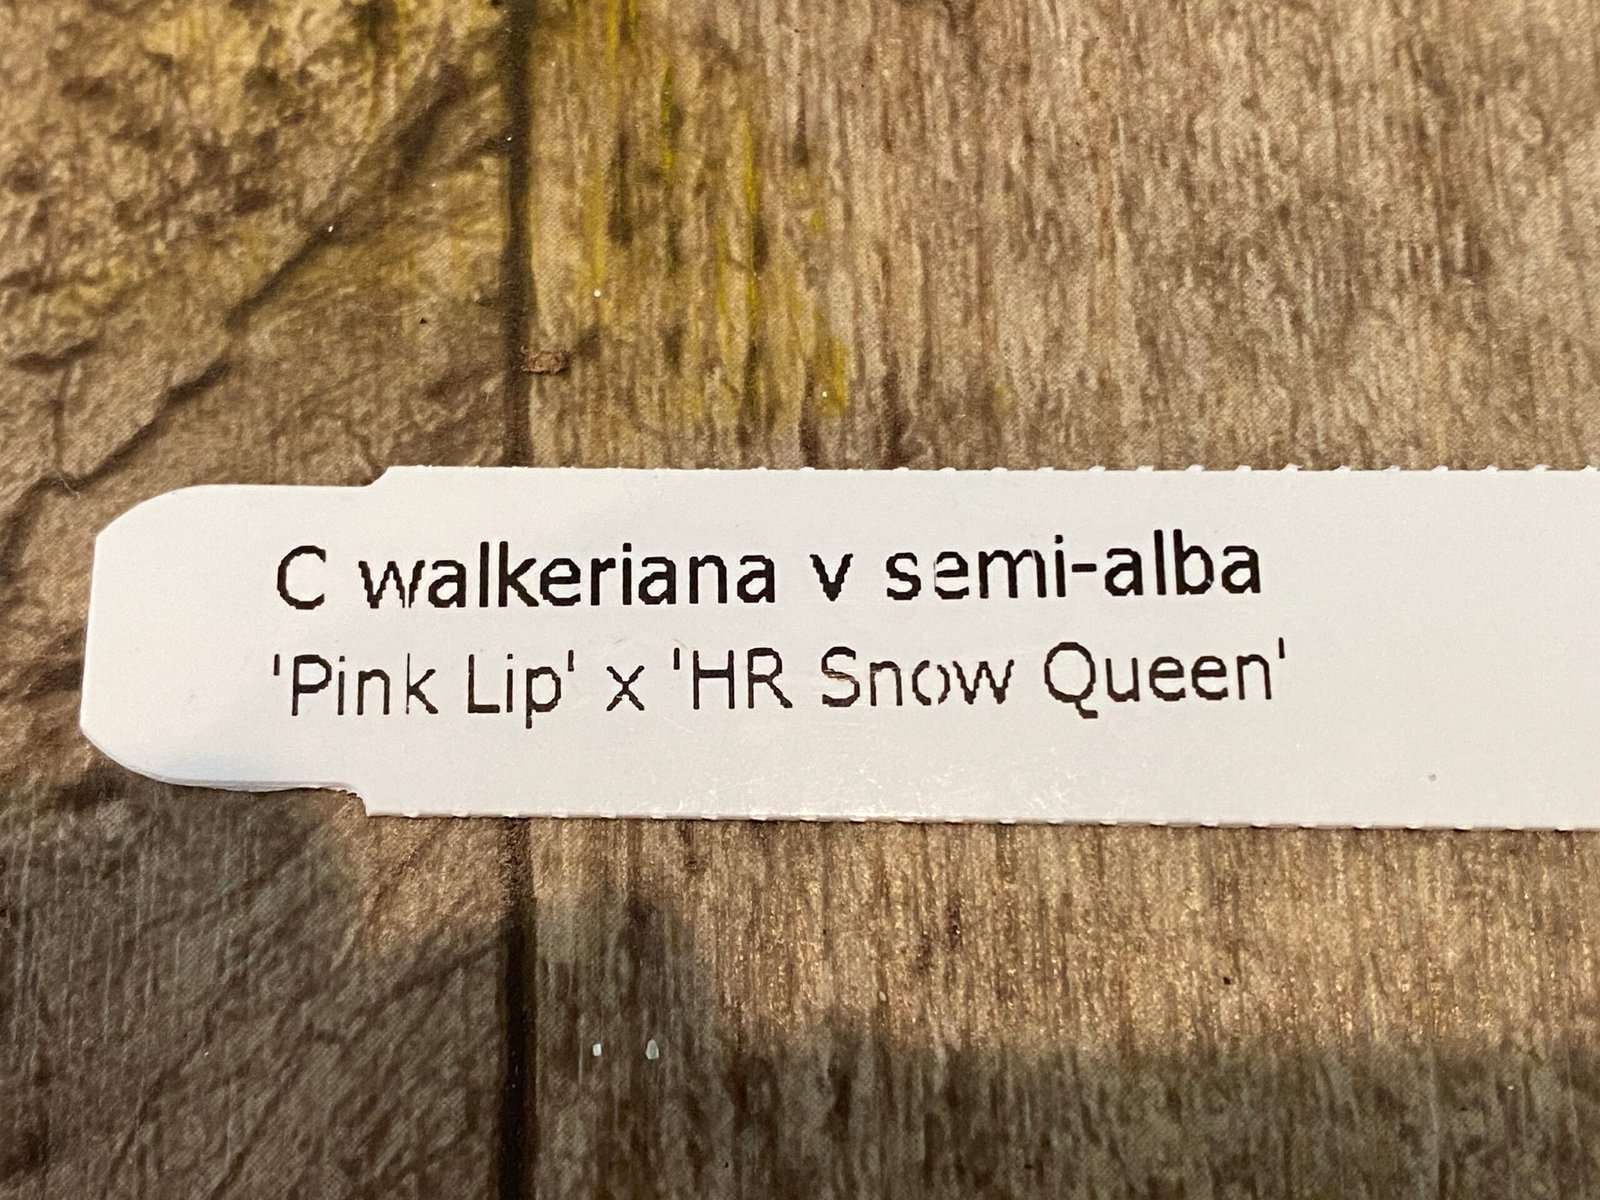 C walkeriana v semi-alba
'Pink Lip' x 'HR Snow Queen'